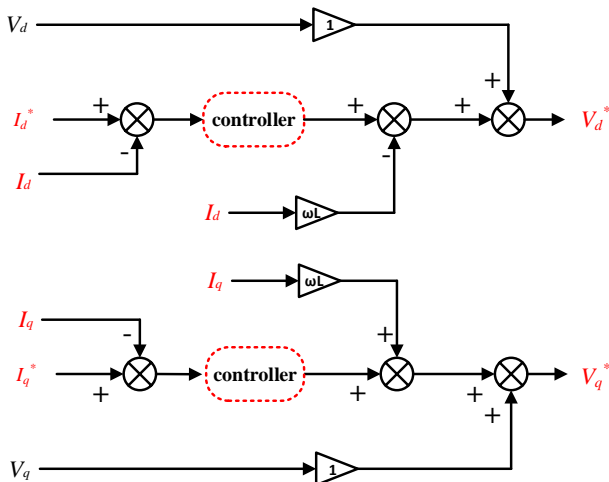 Vd
1
+
Id* + controller + + Vd*
-
-
Id
Id ωL
Iq ωL
Iq
-
+
Iq* + controller + + Vq*
+
Vq 1